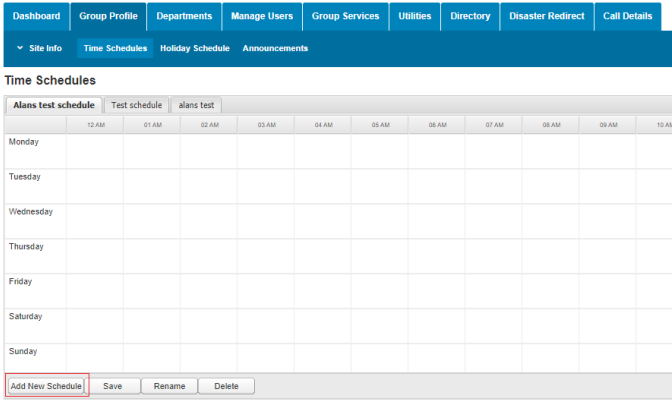 Dashboard Group Profile Departments Manage Users Group Services Utilities Directory Disaster Redirect Call Details
Site Info Time Schedules Holiday Schedule Announcements
Time Schedules
Alans test schedule Test schedule alans test
12 AM 01 AM 02 AM 03 AM 04 AM 05 AM 06 AM 07 AM 08 AM 09 AM 10 AM
Monday
Tuesday
Wednesday
Thursday
Friday
Saturday
Sunday
Add New Schedule Save Rename Delete